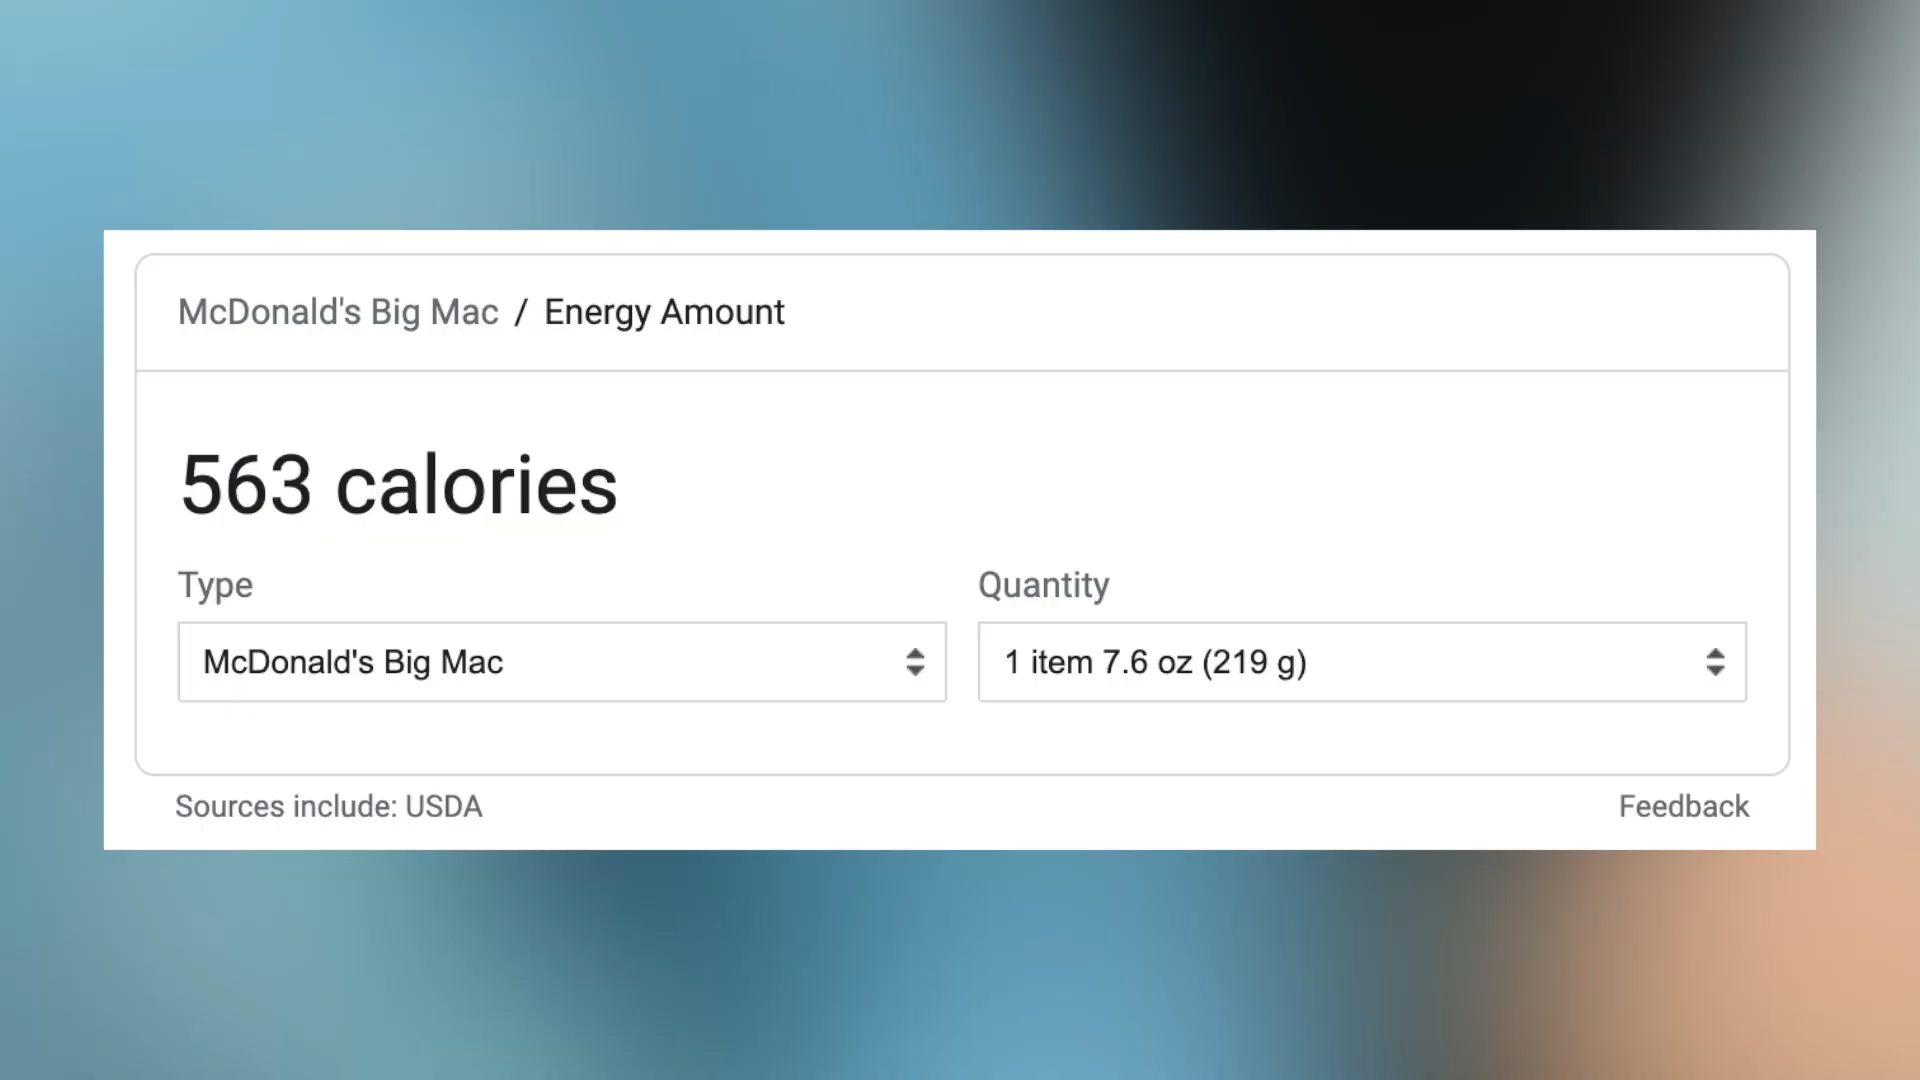 McDonald's Big Mac / Energy Amount
563 calories
Type
Quantity
McDonald's Big Mac
1 item 7.6 oz (219 g)
Sources include: USDA
Feedback